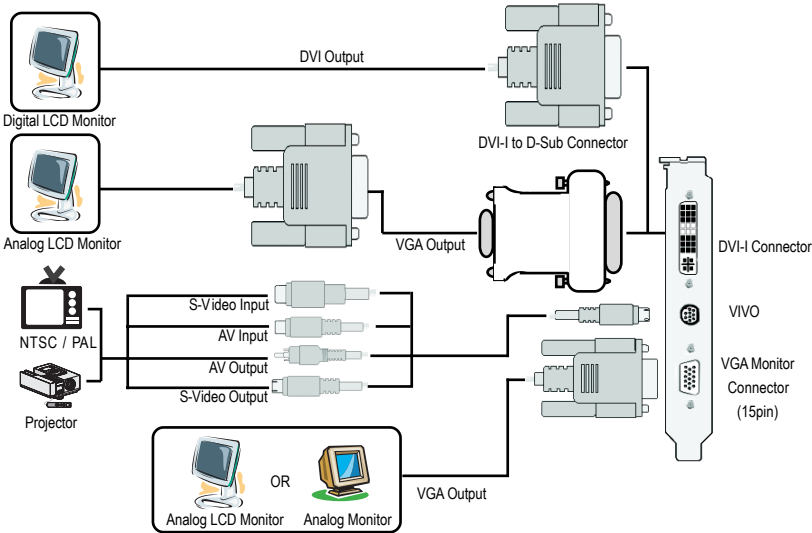 DVI Output
Digital LCD Monitor
DVI-I to D-Sub Connector
Analog LCD Monitor
VGA Output
DVI-I Connector
S-Video Input
AV Input
AV Output
S-Video Output
NTSC / PAL
Projector
VIVO
VGA Monitor
Connector
(15pin)
OR
Analog LCD Monitor
Analog Monitor
VGA Output